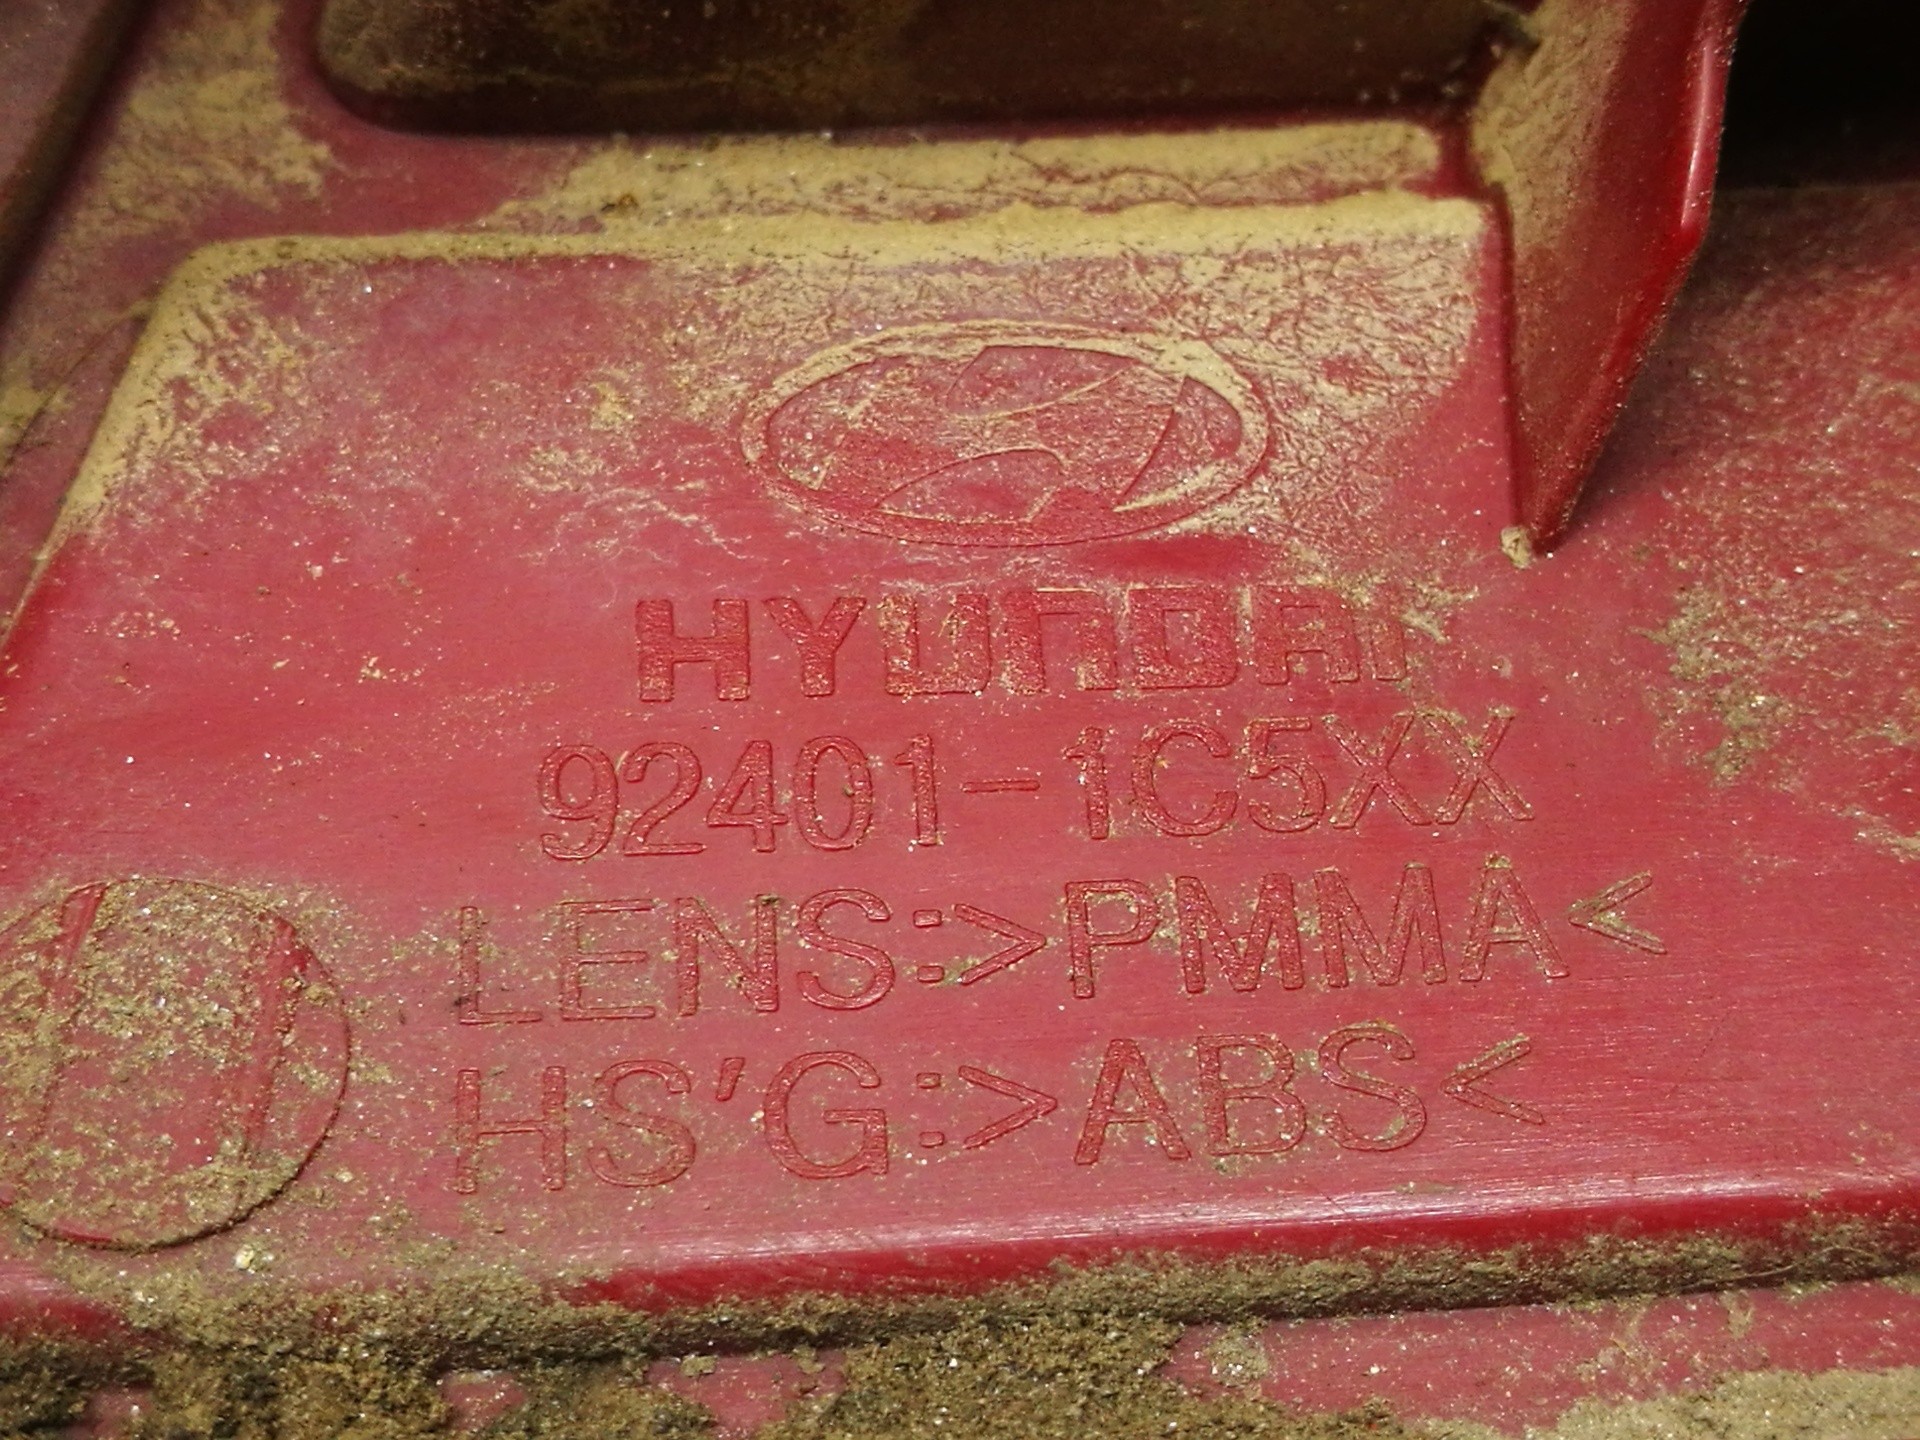 HYUNDAI
92401-1C5XX
LENS:>PMMA<
HS'G:>ABS<